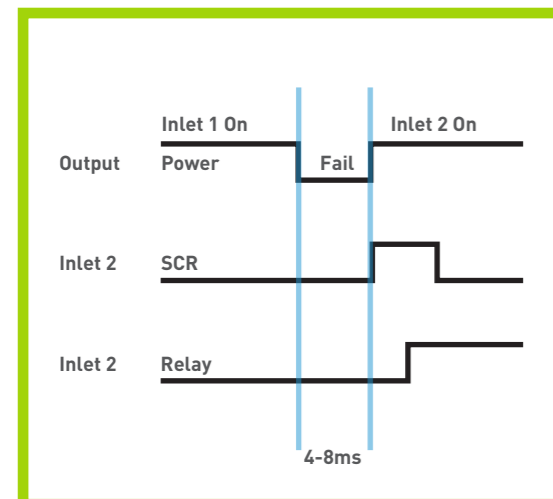 Inlet 1 On Inlet 2 On
Output Power Fail
Inlet 2 SCR
Inlet 2 Relay
4-8ms